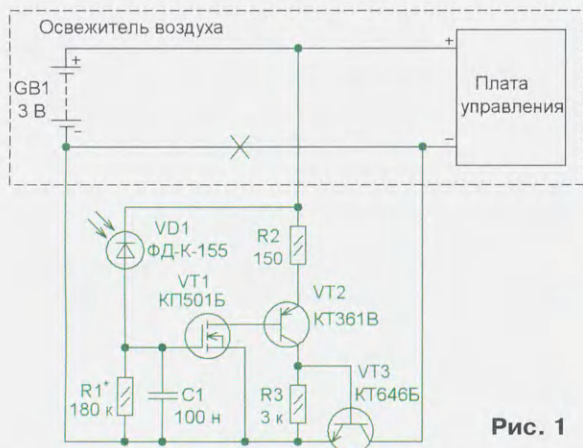 Освежитель воздуха
GB1
3 В
+
−
+
−
Плата
управления
VD1
ФД-К-155
R2
150
VT1
КП501Б
VT2
КТ361В
VT3
КТ646Б
R1*
180 к
C1
100 н
R3
3 к
Рис. 1